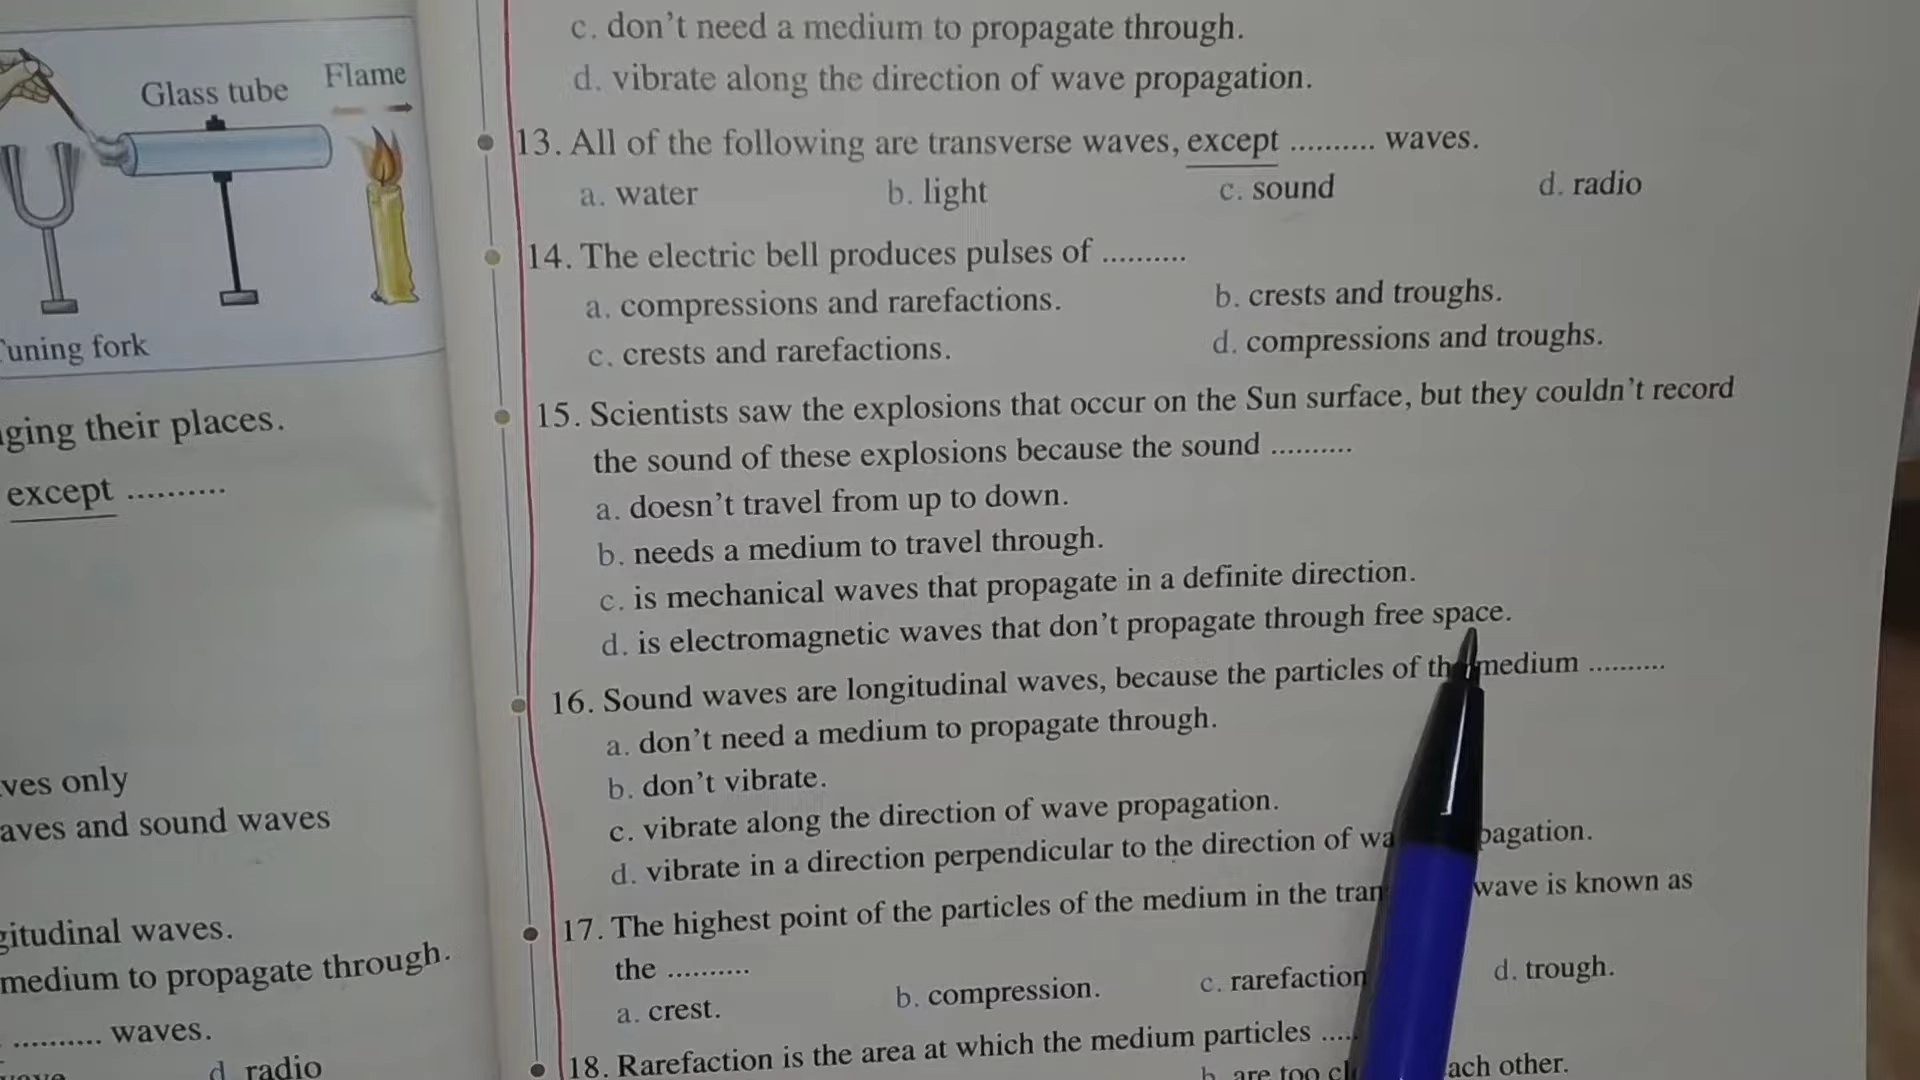 Glass tube
Flame
Tuning fork
their places.
except ..........
only
and sound waves
waves.
medium to propagate through.
.......... waves.
d. radio
c. don't need a medium to propagate through.
d. vibrate along the direction of wave propagation.
13. All of the following are transverse waves, except .......... waves.
a. water b. light c. sound d. radio
14. The electric bell produces pulses of ..........
a. compressions and rarefactions. b. crests and troughs.
c. crests and rarefactions. d. compressions and troughs.
15. Scientists saw the explosions that occur on the Sun surface, but they couldn't record
the sound of these explosions because the sound ..........
a. doesn't travel from up to down.
b. needs a medium to travel through.
c. is mechanical waves that propagate in a definite direction.
d. is electromagnetic waves that don't propagate through free space.
16. Sound waves are longitudinal waves, because the particles of the medium ..........
a. don't need a medium to propagate through.
b. don't vibrate.
c. vibrate along the direction of wave propagation.
d. vibrate in a direction perpendicular to the direction of
17. The highest point of the particles of the medium in the wave is known as
the ..........
a. crest. b. compression. c. rarefaction d. trough.
18. Rarefaction is the area at which the medium particles .....
b. are too other.